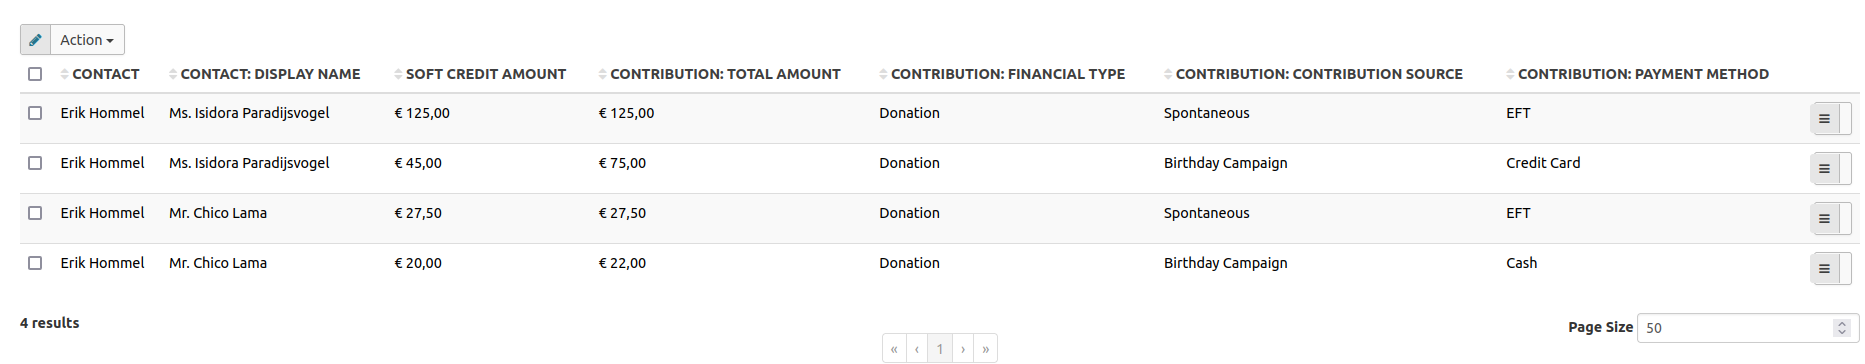 Action
CONTACT CONTACT: DISPLAY NAME SOFT CREDIT AMOUNT CONTRIBUTION: TOTAL AMOUNT CONTRIBUTION: FINANCIAL TYPE CONTRIBUTION: CONTRIBUTION SOURCE CONTRIBUTION: PAYMENT METHOD
Erik Hommel Ms. Isidora Paradijsvogel € 125,00 € 125,00 Donation Spontaneous EFT
Erik Hommel Ms. Isidora Paradijsvogel € 45,00 € 75,00 Donation Birthday Campaign Credit Card
Erik Hommel Mr. Chico Lama € 27,50 € 27,50 Donation Spontaneous EFT
Erik Hommel Mr. Chico Lama € 20,00 € 22,00 Donation Birthday Campaign Cash
4 results Page Size 50
« ‹ 1 › »